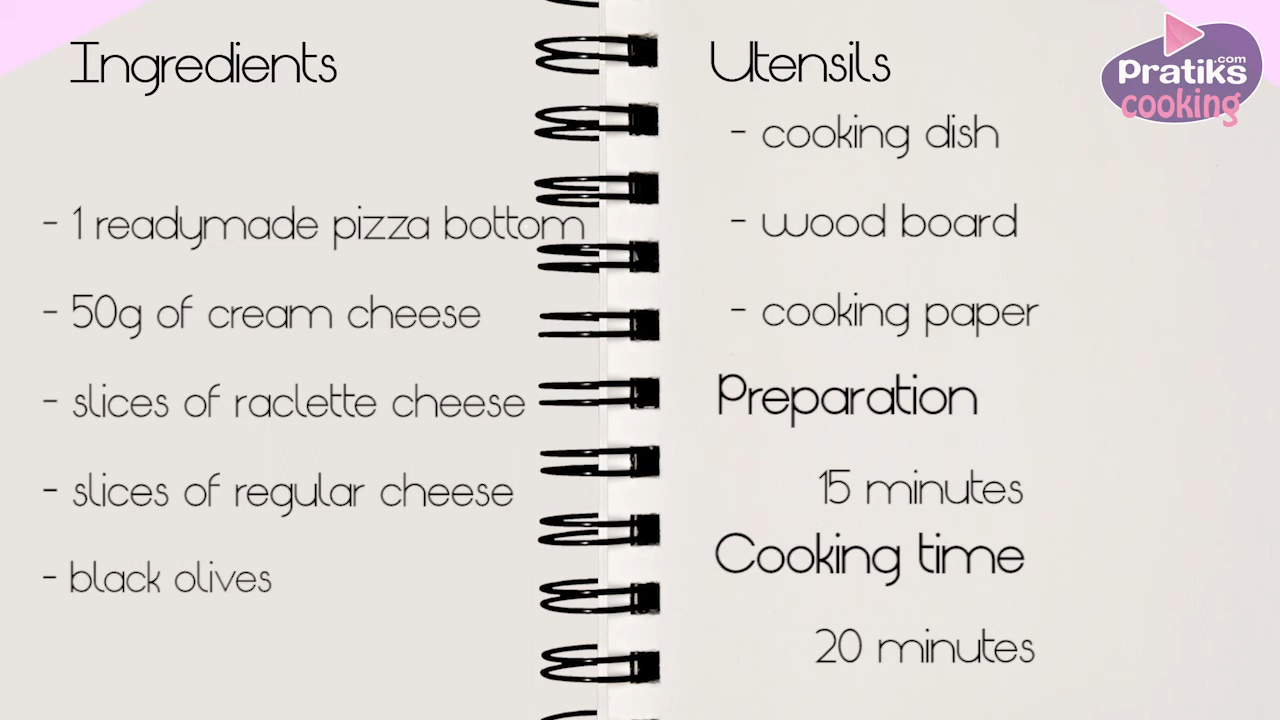 Ingredients
- 1 readymade pizza bottom
- 50g of cream cheese
- slices of raclette cheese
- slices of regular cheese
- black olives
Utensils
- cooking dish
- wood board
- cooking paper
Preparation
15 minutes
Cooking time
20 minutes
Pratiks.com
cooking